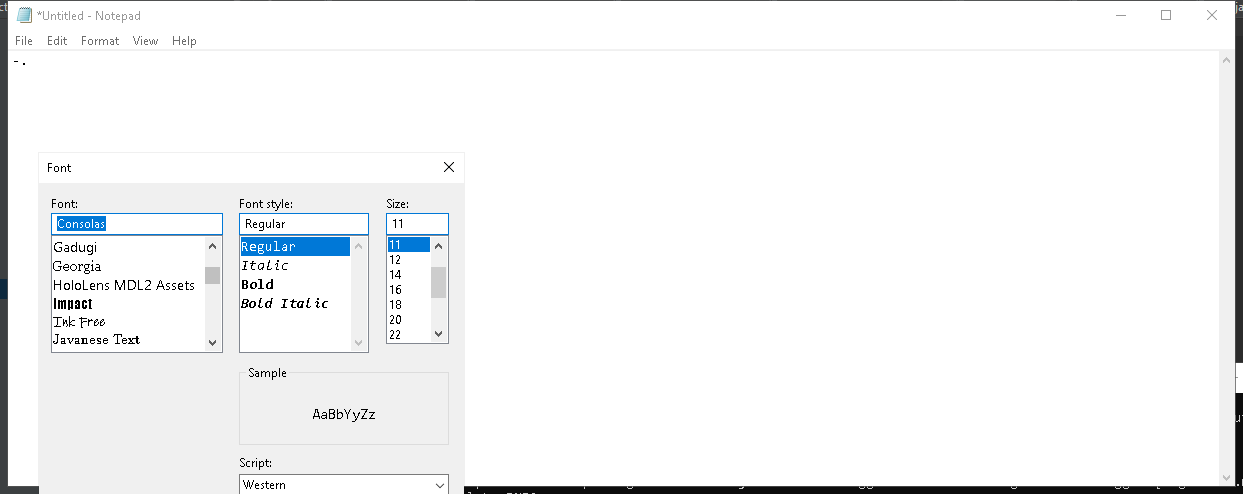 *Untitled - Notepad
File Edit Format View Help
-.
Font
Font: Font style: Size:
Consolas Regular 11
Gadugi
Georgia
HoloLens MDL2 Assets
Impact
Ink Free
Javanese Text
Regular
Italic
Bold
Bold Italic
11
12
14
16
18
20
22
Sample
AaBbYyZz
Script:
Western